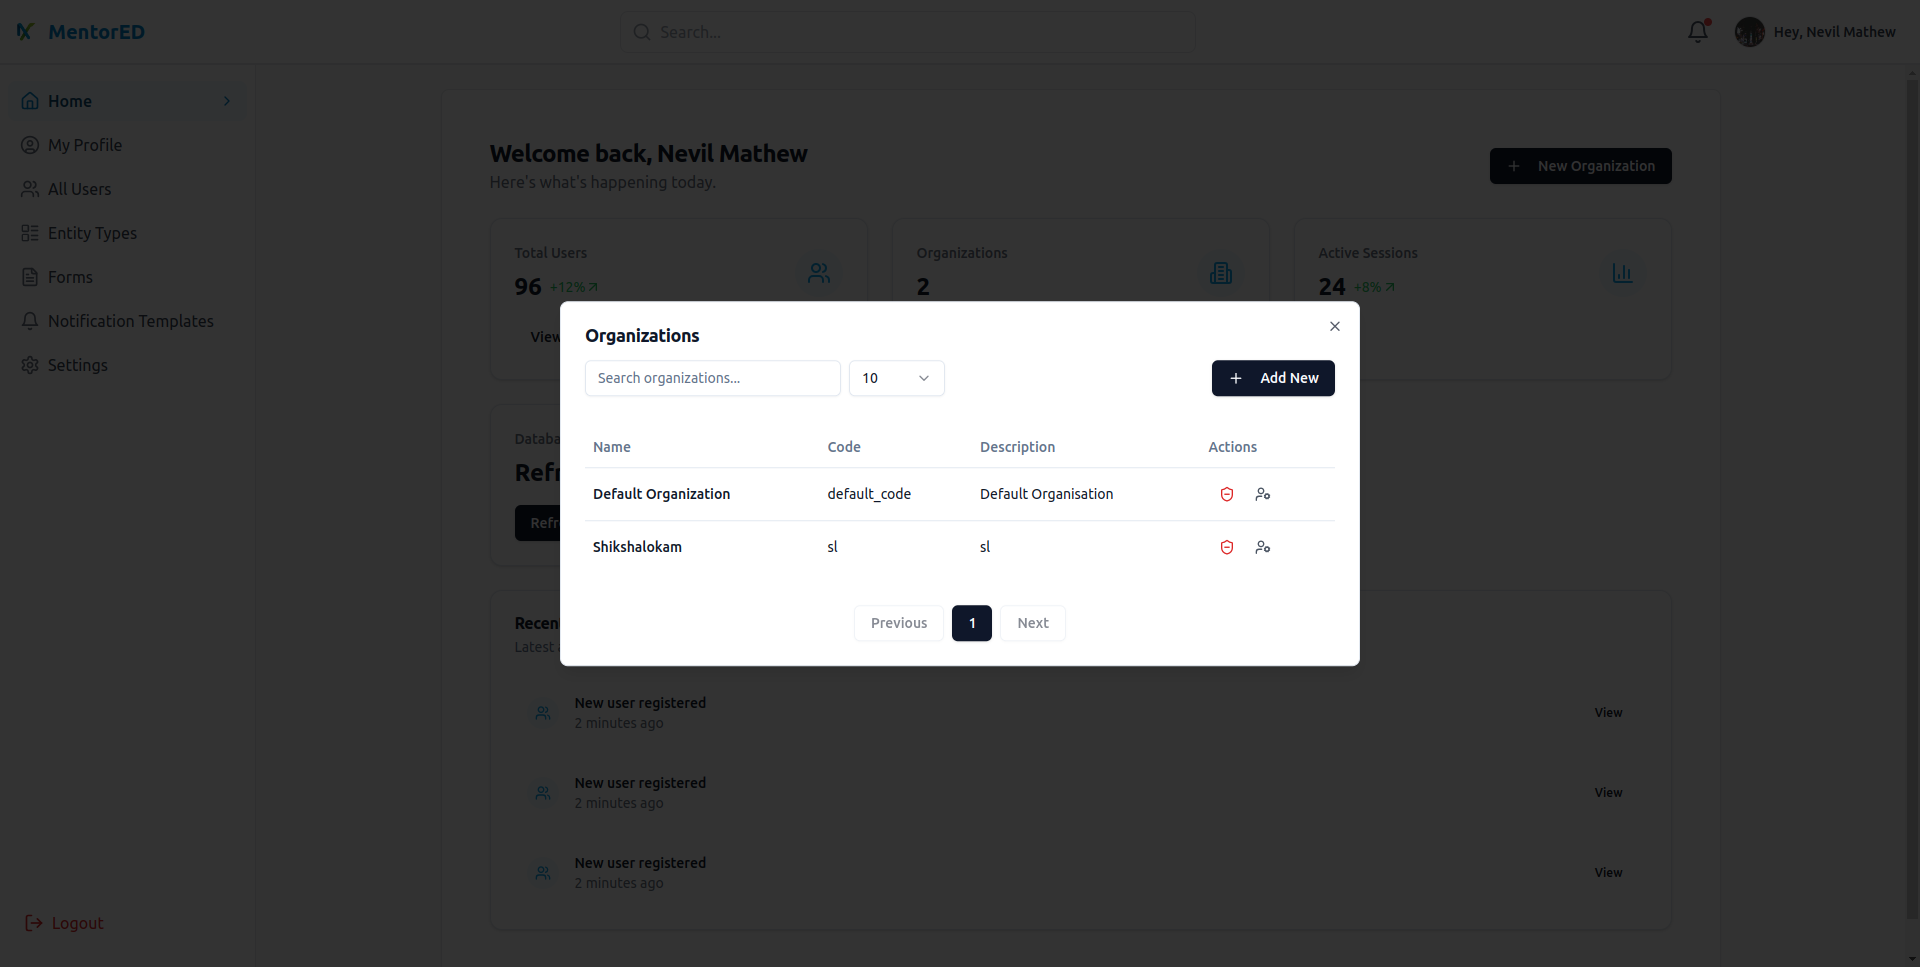 MentorED
Search...
Hey, Nevil Mathew
Home
My Profile
All Users
Entity Types
Forms
Notification Templates
Settings
Logout
Welcome back, Nevil Mathew
Here's what's happening today.
New Organization
Total Users
96 +12%
View
Organizations
2
Active Sessions
24 +8%
Databa
Refr
Refr
Organizations
Search organizations...
10
Add New
Name Code Description Actions
Default Organization default_code Default Organisation
Shikshalokam sl sl
Previous 1 Next
Recen
Latest
New user registered
2 minutes ago
View
New user registered
2 minutes ago
View
New user registered
2 minutes ago
View